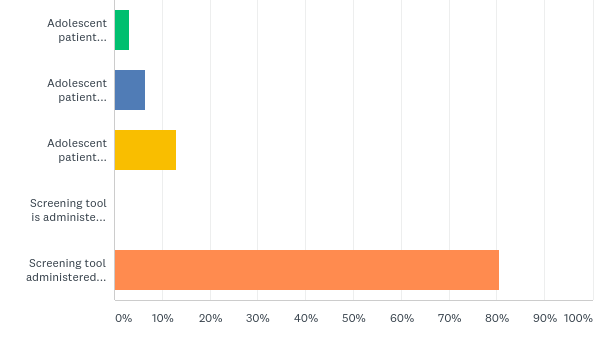 Adolescent
patient...
Adolescent
patient...
Adolescent
patient...
Screening tool
is administe...
Screening tool
administered...
0% 10% 20% 30% 40% 50% 60% 70% 80% 90% 100%